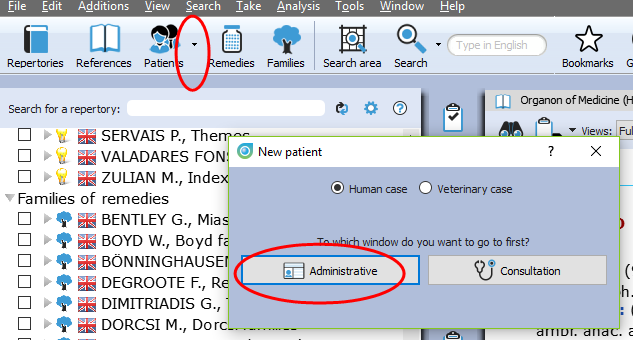 File Edit Additions View Search Take Analysis Tools Window Help
Repertories References Patients Remedies Families Search area Search Type in English Bookmarks
Search for a repertory:
Organon of Medicine (H
Views: Ful
SERVAIS P., Themes
VALADARES FONS
ZULIAN M., Index
Families of remedies
BENTLEY G., Mias
BOYD W., Boyd fa
BÖNNINGHAUSEN
DEGROOTE F., Re
DIMITRIADIS G., T
DORCSI M., Dorcsi families
New patient
Human case Veterinary case
To which window do you want to go to first?
Administrative Consultation
ambr. anac. a